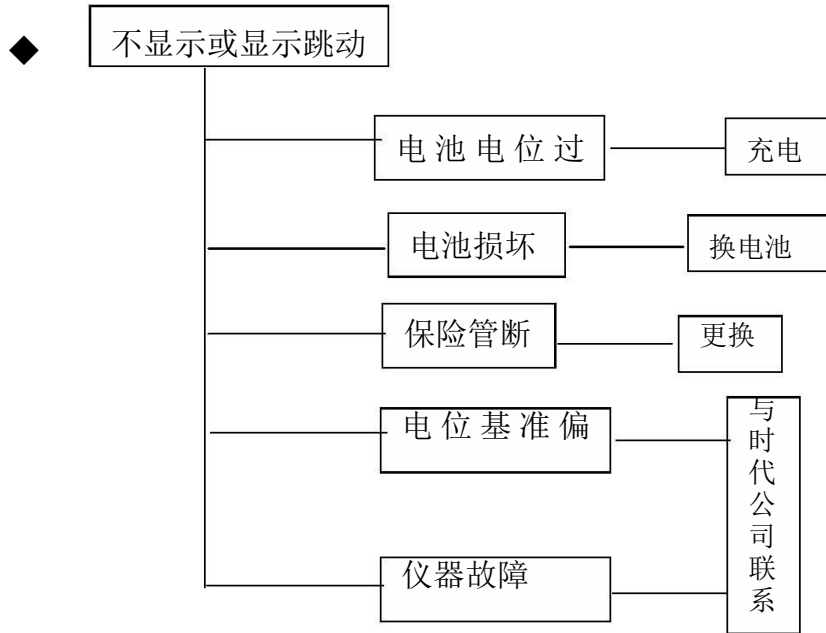 不显示或显示跳动
电池电位过
充电
电池损坏
换电池
保险管断
更换
电位基准偏
与时代公司联系
仪器故障